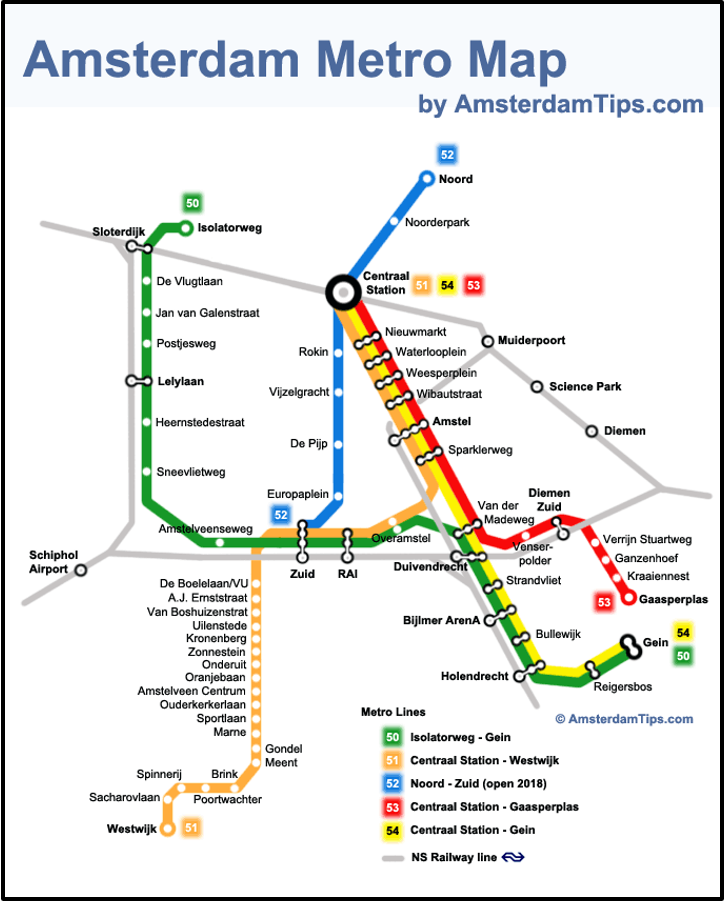 Amsterdam Metro Map
by AmsterdamTips.com
52
Noord
50
Isolatorweg
Noorderpark
Sloterdijk
Centraal
Station
51
54
53
De Vlugtlaan
Jan van Galenstraat
Nieuwmarkt
Muiderpoort
Postjesweg
Rokin
Waterlooplein
Weesperplein
Lelylaan
Vijzelgracht
Wibautstraat
Science Park
Heernstedestraat
Amstel
Diemen
De Pijp
Sparklerweg
Sneevlietweg
Europaplein
Diemen
Zuid
52
Van der
Madeweg
Amstelveenseweg
Overamstel
Verrijn Stuartweg
Venser-
polder
Schiphol
Airport
Zuid
RAI
Duivendrecht
Ganzenhoef
Kraaiennest
Strandvliet
De Boelelaan/VU
A.J. Ernststraat
53
Gaasperplas
Van Boshuizenstrat
Bijlmer ArenA
Uilenstede
Bullewijk
54
Kronenberg
Gein
Zonnestein
50
Onderuit
Holendrecht
Oranjebaan
Reigersbos
Amstelveen Centrum
Ouderkerkerlaan
Sportlaan
Marne
Gondel
Meent
Spinnerij
Brink
Sacharovlaan
Poortwachter
Westwijk
51
© AmsterdamTips.com
Metro Lines
50 Isolatorweg - Gein
51 Centraal Station - Westwijk
52 Noord - Zuid (open 2018)
53 Centraal Station - Gaasperplas
54 Centraal Station - Gein
NS Railway line